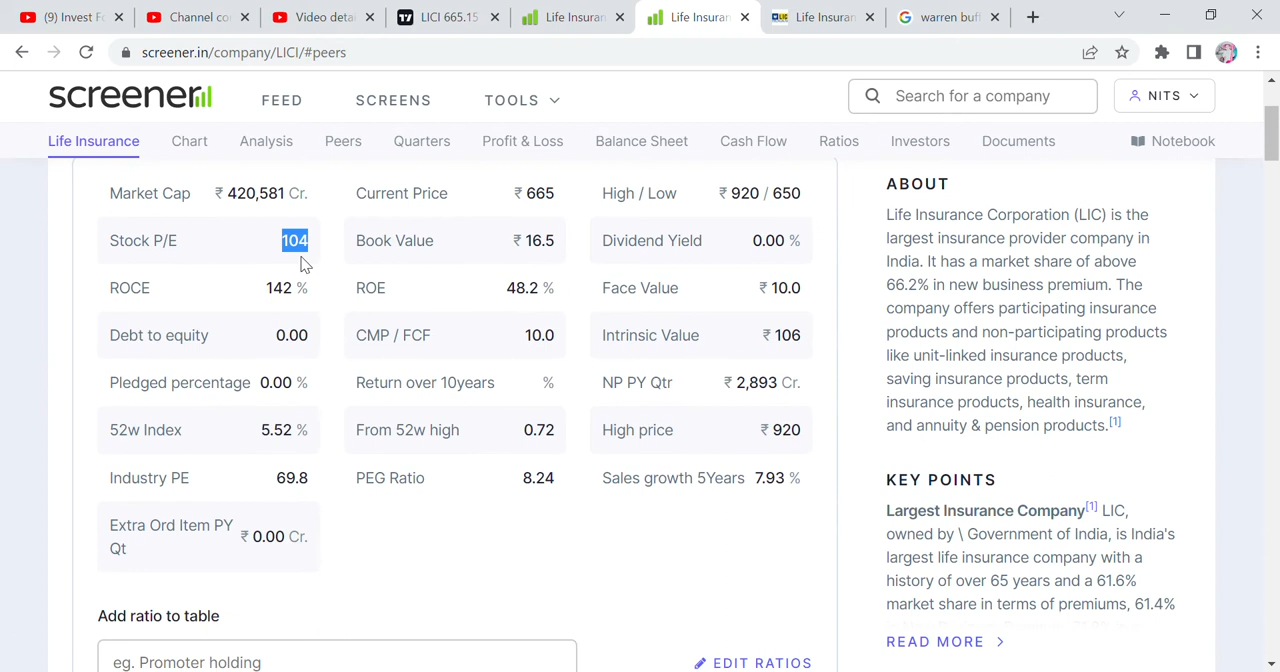 (9) Invest Fo
Channel co
Video detai
LICI 665.15
Life Insuran
Life Insuran
Life Insuran
warren buf
screener.in/company/LICI/#peers
screener
FEED
SCREENS
TOOLS
Search for a company
NITS
Life Insurance
Chart
Analysis
Peers
Quarters
Profit & Loss
Balance Sheet
Cash Flow
Ratios
Investors
Documents
Notebook
Market Cap ₹ 420,581 Cr.
Current Price ₹ 665
High / Low ₹ 920 / 650
Stock P/E 104
Book Value ₹ 16.5
Dividend Yield 0.00 %
ROCE 142 %
ROE 48.2 %
Face Value ₹ 10.0
Debt to equity 0.00
CMP / FCF 10.0
Intrinsic Value ₹ 106
Pledged percentage 0.00 %
Return over 10years %
NP PY Qtr ₹ 2,893 Cr.
52w Index 5.52 %
From 52w high 0.72
High price ₹ 920
Industry PE 69.8
PEG Ratio 8.24
Sales growth 5Years 7.93 %
Extra Ord Item PY
Qt
₹ 0.00 Cr.
Add ratio to table
eg. Promoter holding
EDIT RATIOS
ABOUT
Life Insurance Corporation (LIC) is the
largest insurance provider company in
India. It has a market share of above
66.2% in new business premium. The
company offers participating insurance
products and non-participating products
like unit-linked insurance products,
saving insurance products, term
insurance products, health insurance,
and annuity & pension products.[1]
KEY POINTS
Largest Insurance Company[1] LIC,
owned by \ Government of India, is India's
largest life insurance company with a
history of over 65 years and a 61.6%
market share in terms of premiums, 61.4%
READ MORE